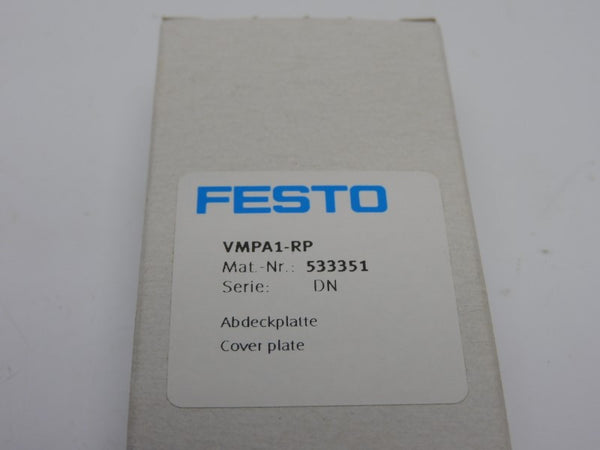 FESTO
VMPA1-RP
Mat.-Nr.: 533351
Serie: DN
Abdeckplatte
Cover plate